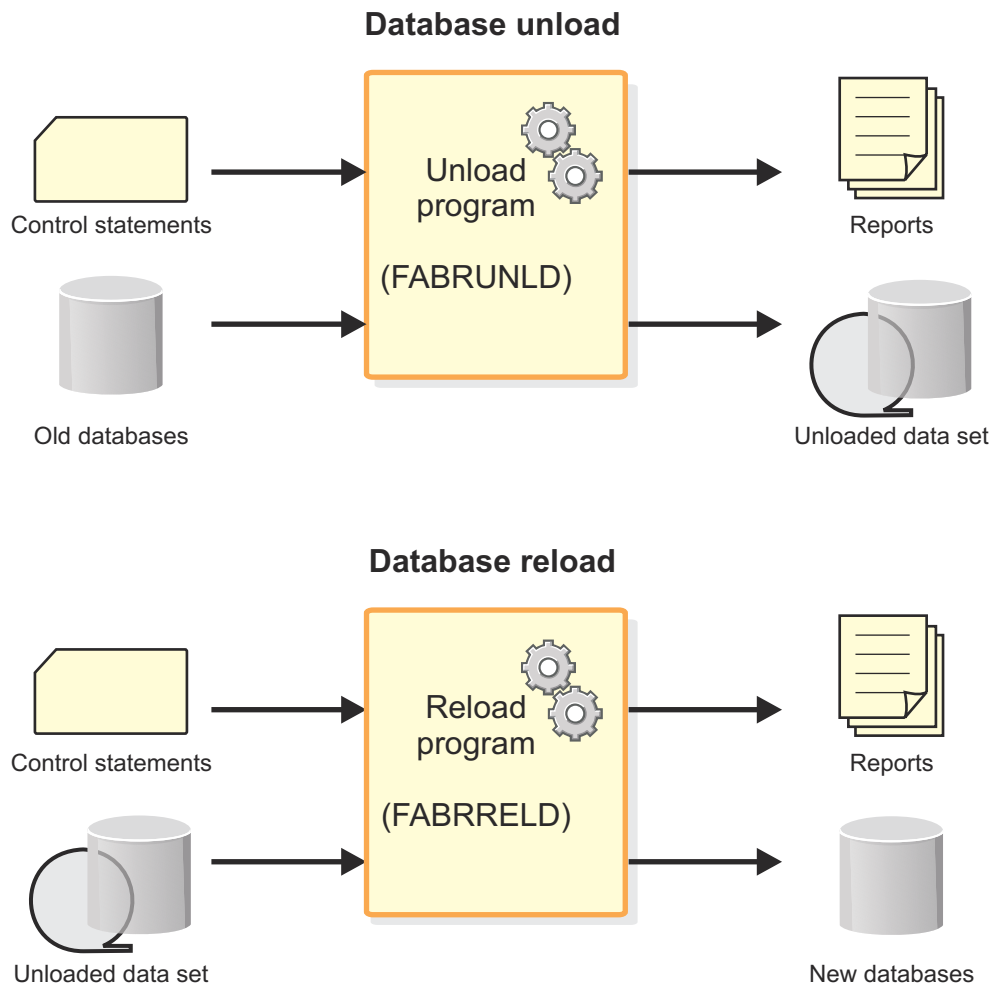 Database unload
Control statements
Unload
program
(FABRUNLD)
Reports
Old databases
Unloaded data set
Database reload
Control statements
Reload
program
(FABRRELD)
Reports
Unloaded data set
New databases